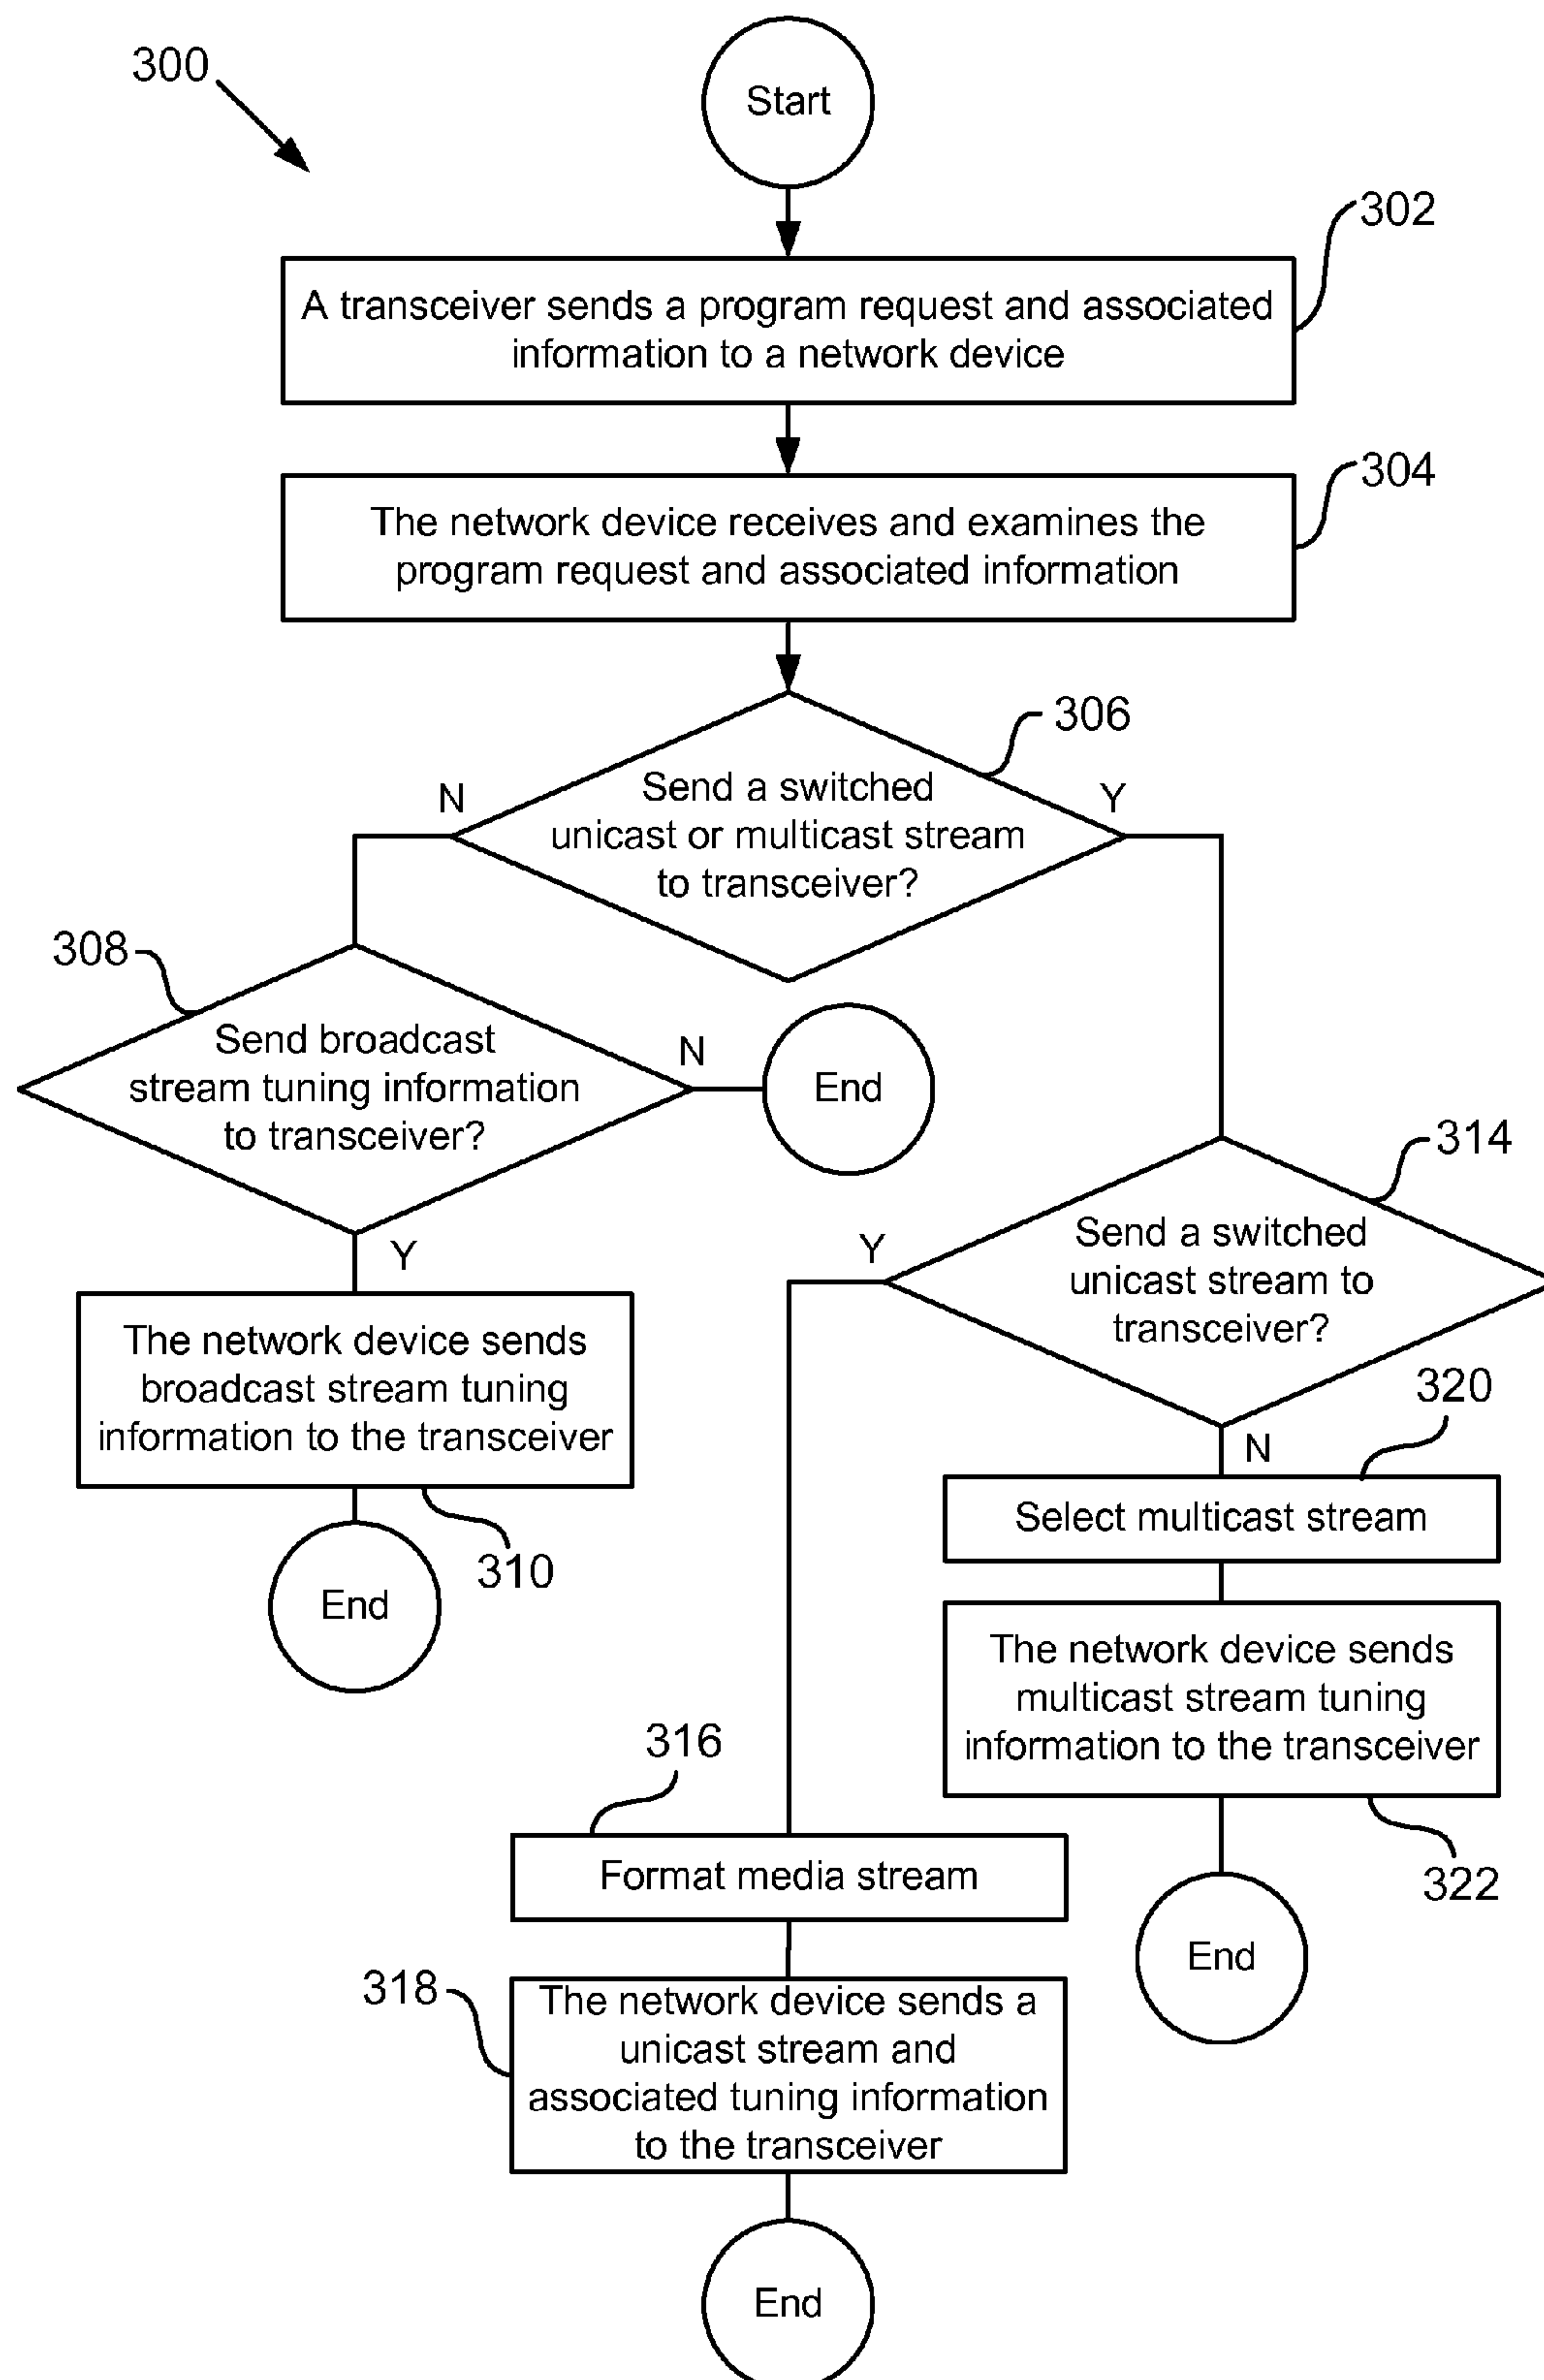 300
Start
302
A transceiver sends a program request and associated
information to a network device
304
The network device receives and examines the
program request and associated information
306
N
Send a switched
unicast or multicast stream
to transceiver?
Y
308
Send broadcast
stream tuning information
to transceiver?
N
End
Y
The network device sends
broadcast stream tuning
information to the transceiver
310
End
314
Y
Send a switched
unicast stream to
transceiver?
N
320
Select multicast stream
The network device sends
multicast stream tuning
information to the transceiver
322
End
316
Format media stream
318
The network device sends a
unicast stream and
associated tuning information
to the transceiver
End